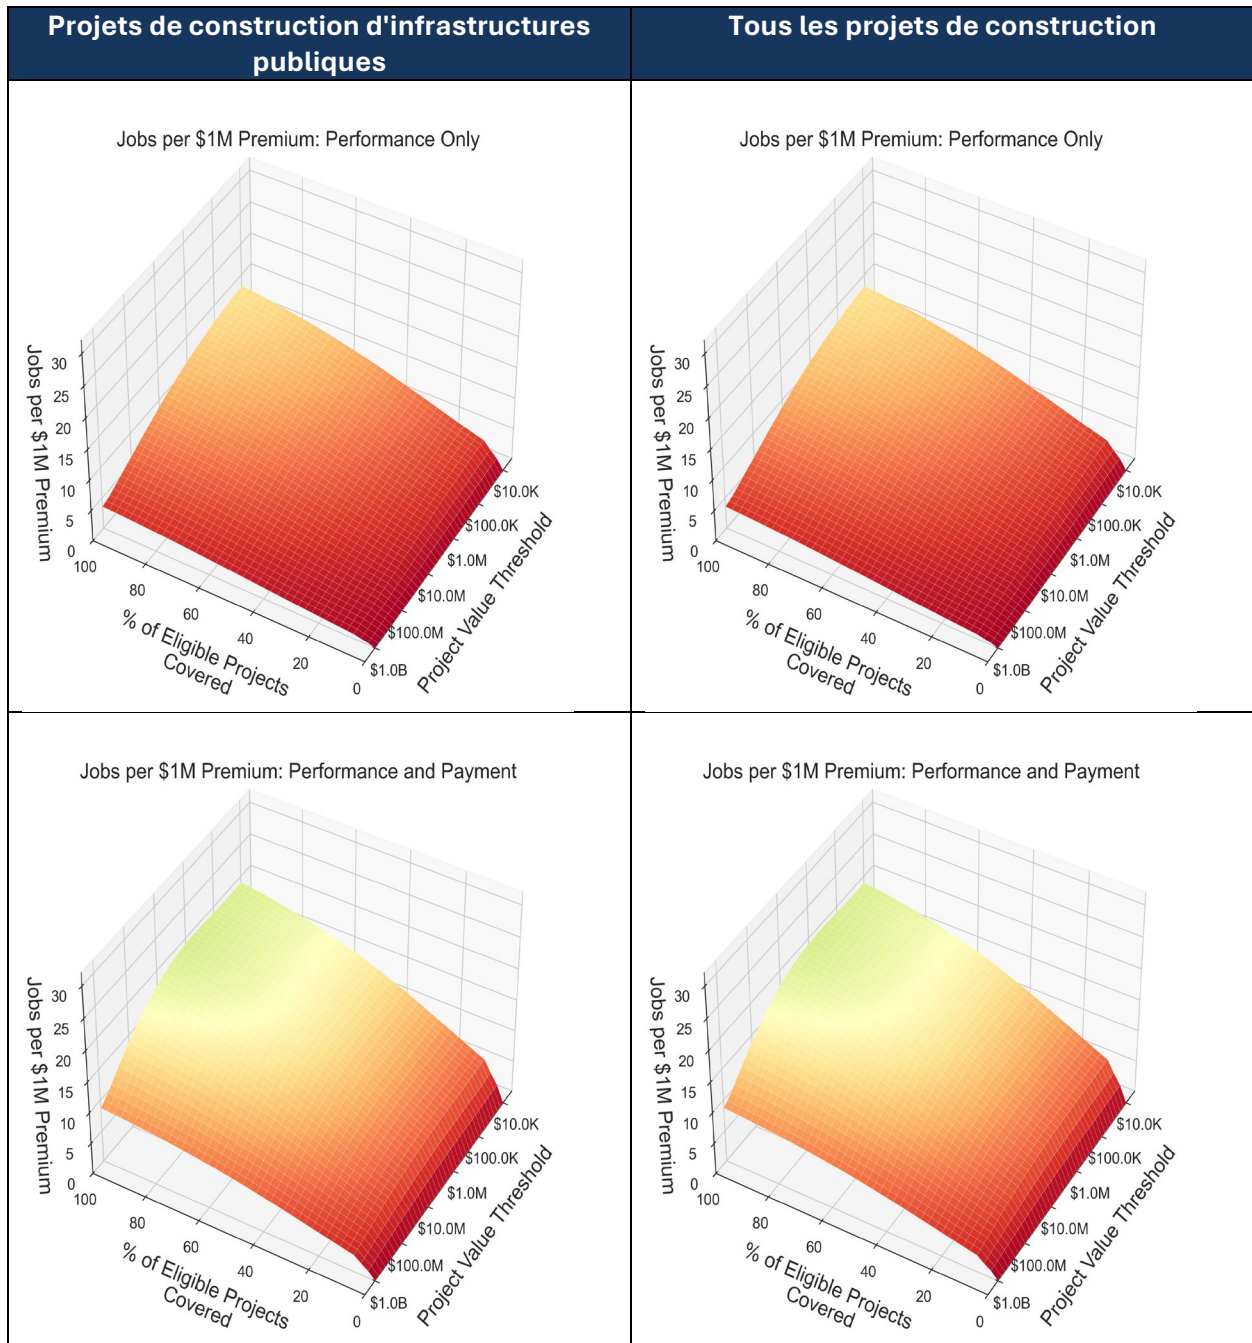 Projets de construction d'infrastructures
publiques
Tous les projets de construction
Jobs per $1M Premium: Performance Only
Jobs per $1M Premium
30
25
20
15
10
5
0
100
80
60
40
20
0
% of Eligible Projects
Covered
$10.0K
$100.0K
$1.0M
$10.0M
$100.0M
$1.0B
Project Value Threshold
Jobs per $1M Premium: Performance Only
Jobs per $1M Premium
30
25
20
15
10
5
0
100
80
60
40
20
0
% of Eligible Projects
Covered
$10.0K
$100.0K
$1.0M
$10.0M
$100.0M
$1.0B
Project Value Threshold
Jobs per $1M Premium: Performance and Payment
Jobs per $1M Premium
30
25
20
15
10
5
0
100
80
60
40
20
0
% of Eligible Projects
Covered
$10.0K
$100.0K
$1.0M
$10.0M
$100.0M
$1.0B
Project Value Threshold
Jobs per $1M Premium: Performance and Payment
Jobs per $1M Premium
30
25
20
15
10
5
0
100
80
60
40
20
0
% of Eligible Projects
Covered
$10.0K
$100.0K
$1.0M
$10.0M
$100.0M
$1.0B
Project Value Threshold